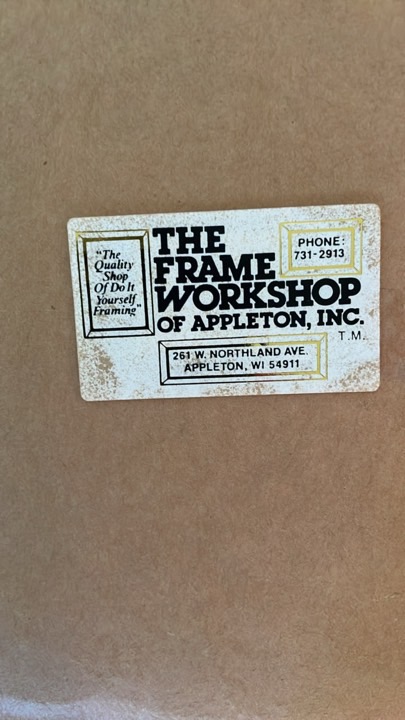 "The
Quality
Shop
Of Do It
Yourself
Framing"
THE
FRAME
WORKSHOP
OF APPLETON, INC.
T.M.
PHONE:
731-2913
261 W. NORTHLAND AVE.
APPLETON, WI 54911